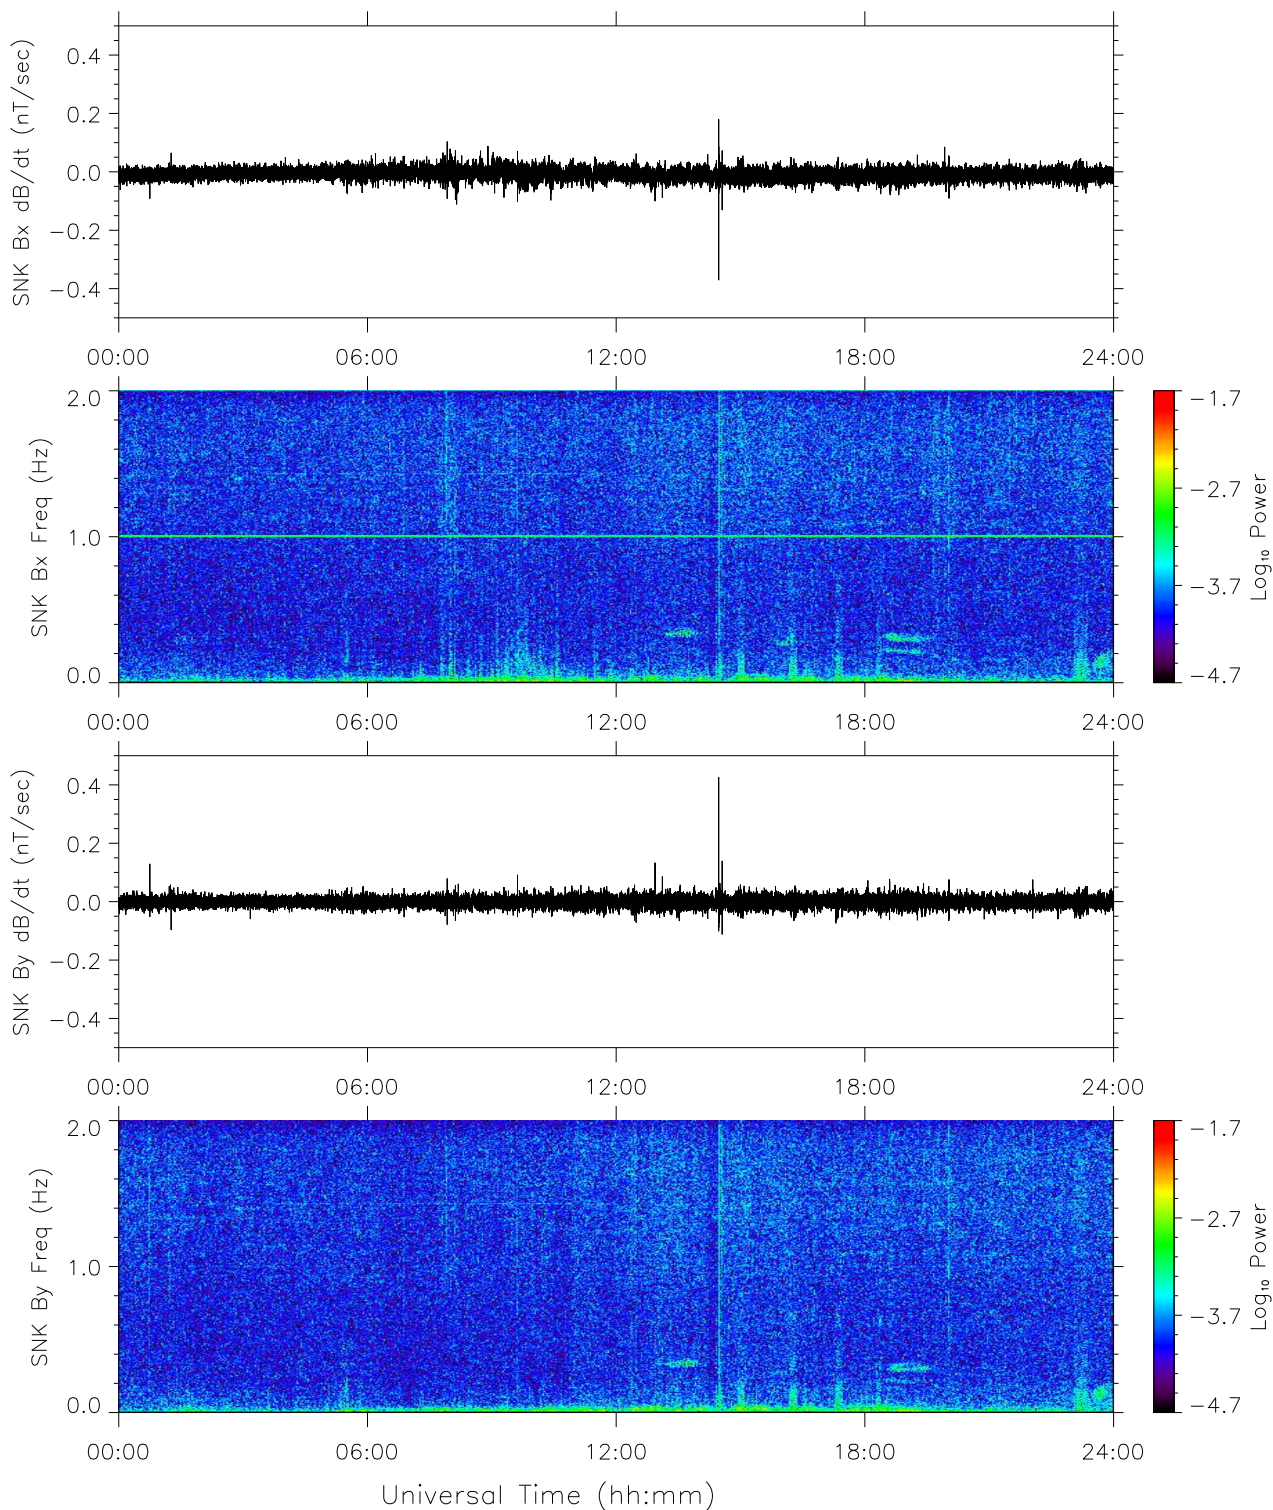 SNK Bx dB/dt (nT/sec)
0.4
0.2
0.0
−0.2
−0.4
00:00 06:00 12:00 18:00 24:00
SNK Bx Freq (Hz)
2.0
1.0
0.0
−1.7
−2.7
−3.7
−4.7
Log₁₀ Power
00:00 06:00 12:00 18:00 24:00
SNK By dB/dt (nT/sec)
0.4
0.2
0.0
−0.2
−0.4
00:00 06:00 12:00 18:00 24:00
SNK By Freq (Hz)
2.0
1.0
0.0
−1.7
−2.7
−3.7
−4.7
Log₁₀ Power
00:00 06:00 12:00 18:00 24:00
Universal Time (hh:mm)